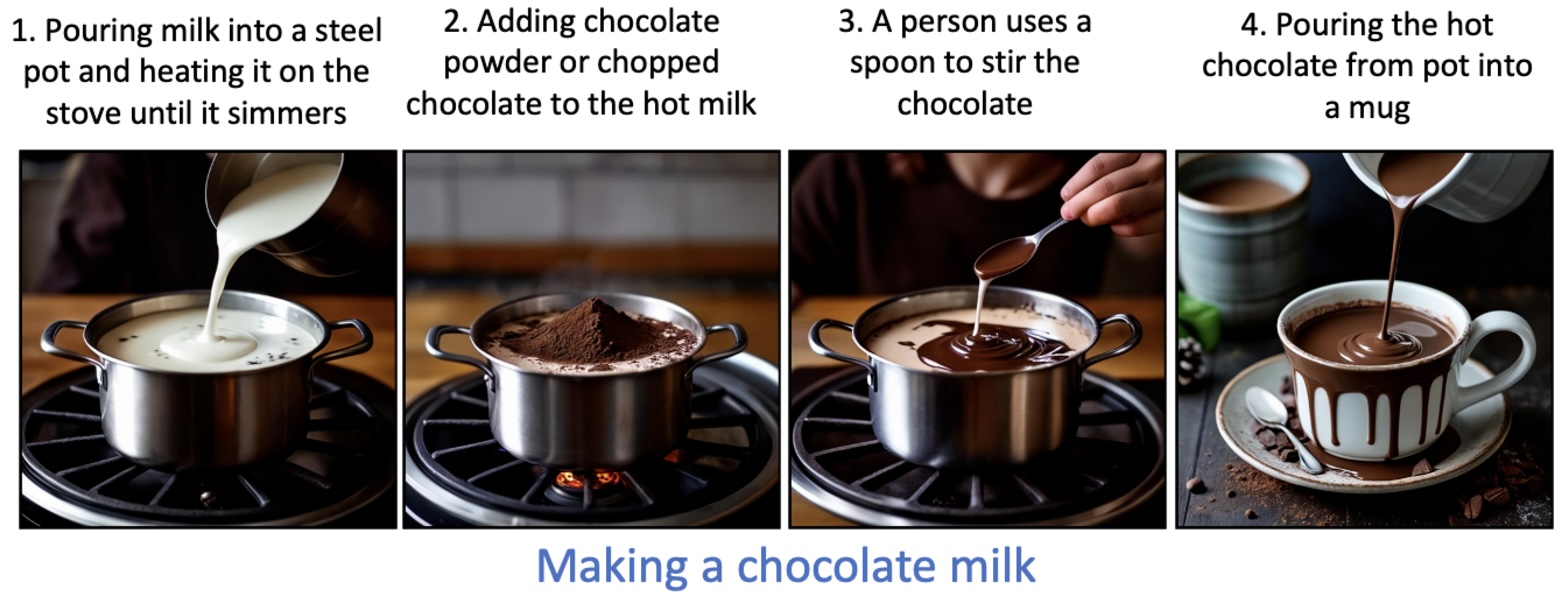 1. Pouring milk into a steel
pot and heating it on the
stove until it simmers
2. Adding chocolate
powder or chopped
chocolate to the hot milk
3. A person uses a
spoon to stir the
chocolate
4. Pouring the hot
chocolate from pot into
a mug
Making a chocolate milk